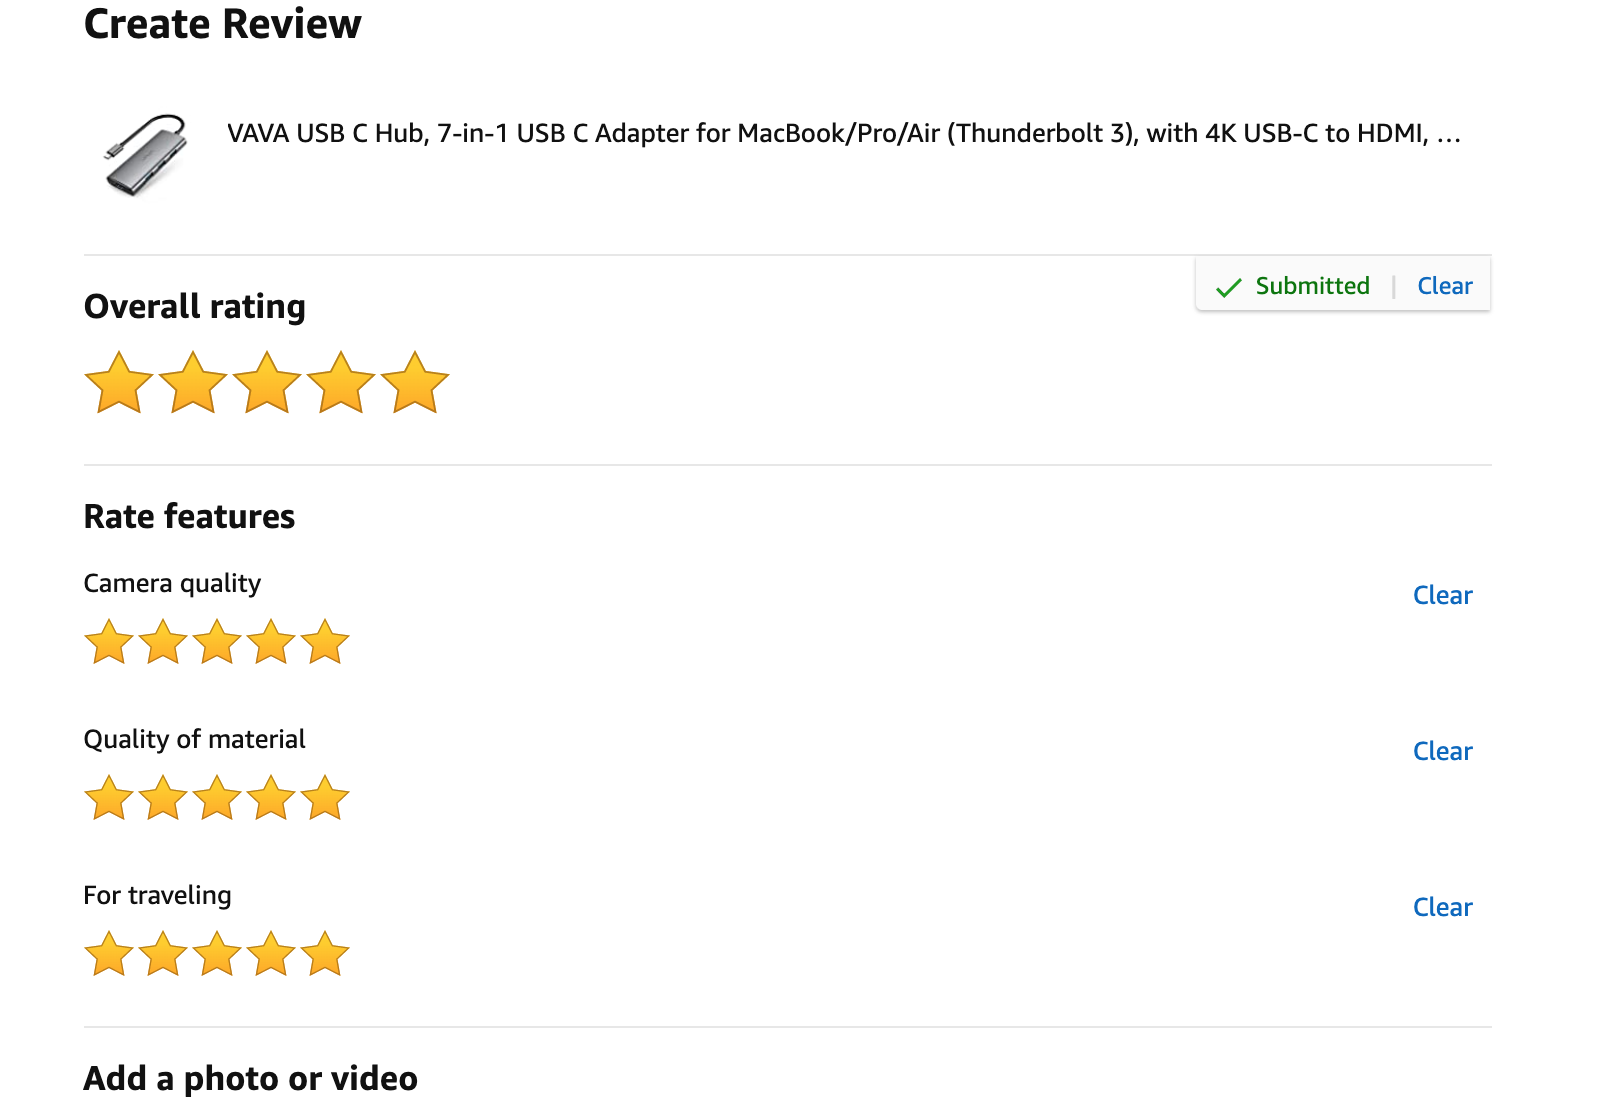 Create Review
VAVA USB C Hub, 7-in-1 USB C Adapter for MacBook/Pro/Air (Thunderbolt 3), with 4K USB-C to HDMI, …
Submitted | Clear
Overall rating
Rate features
Camera quality
Clear
Quality of material
Clear
For traveling
Clear
Add a photo or video